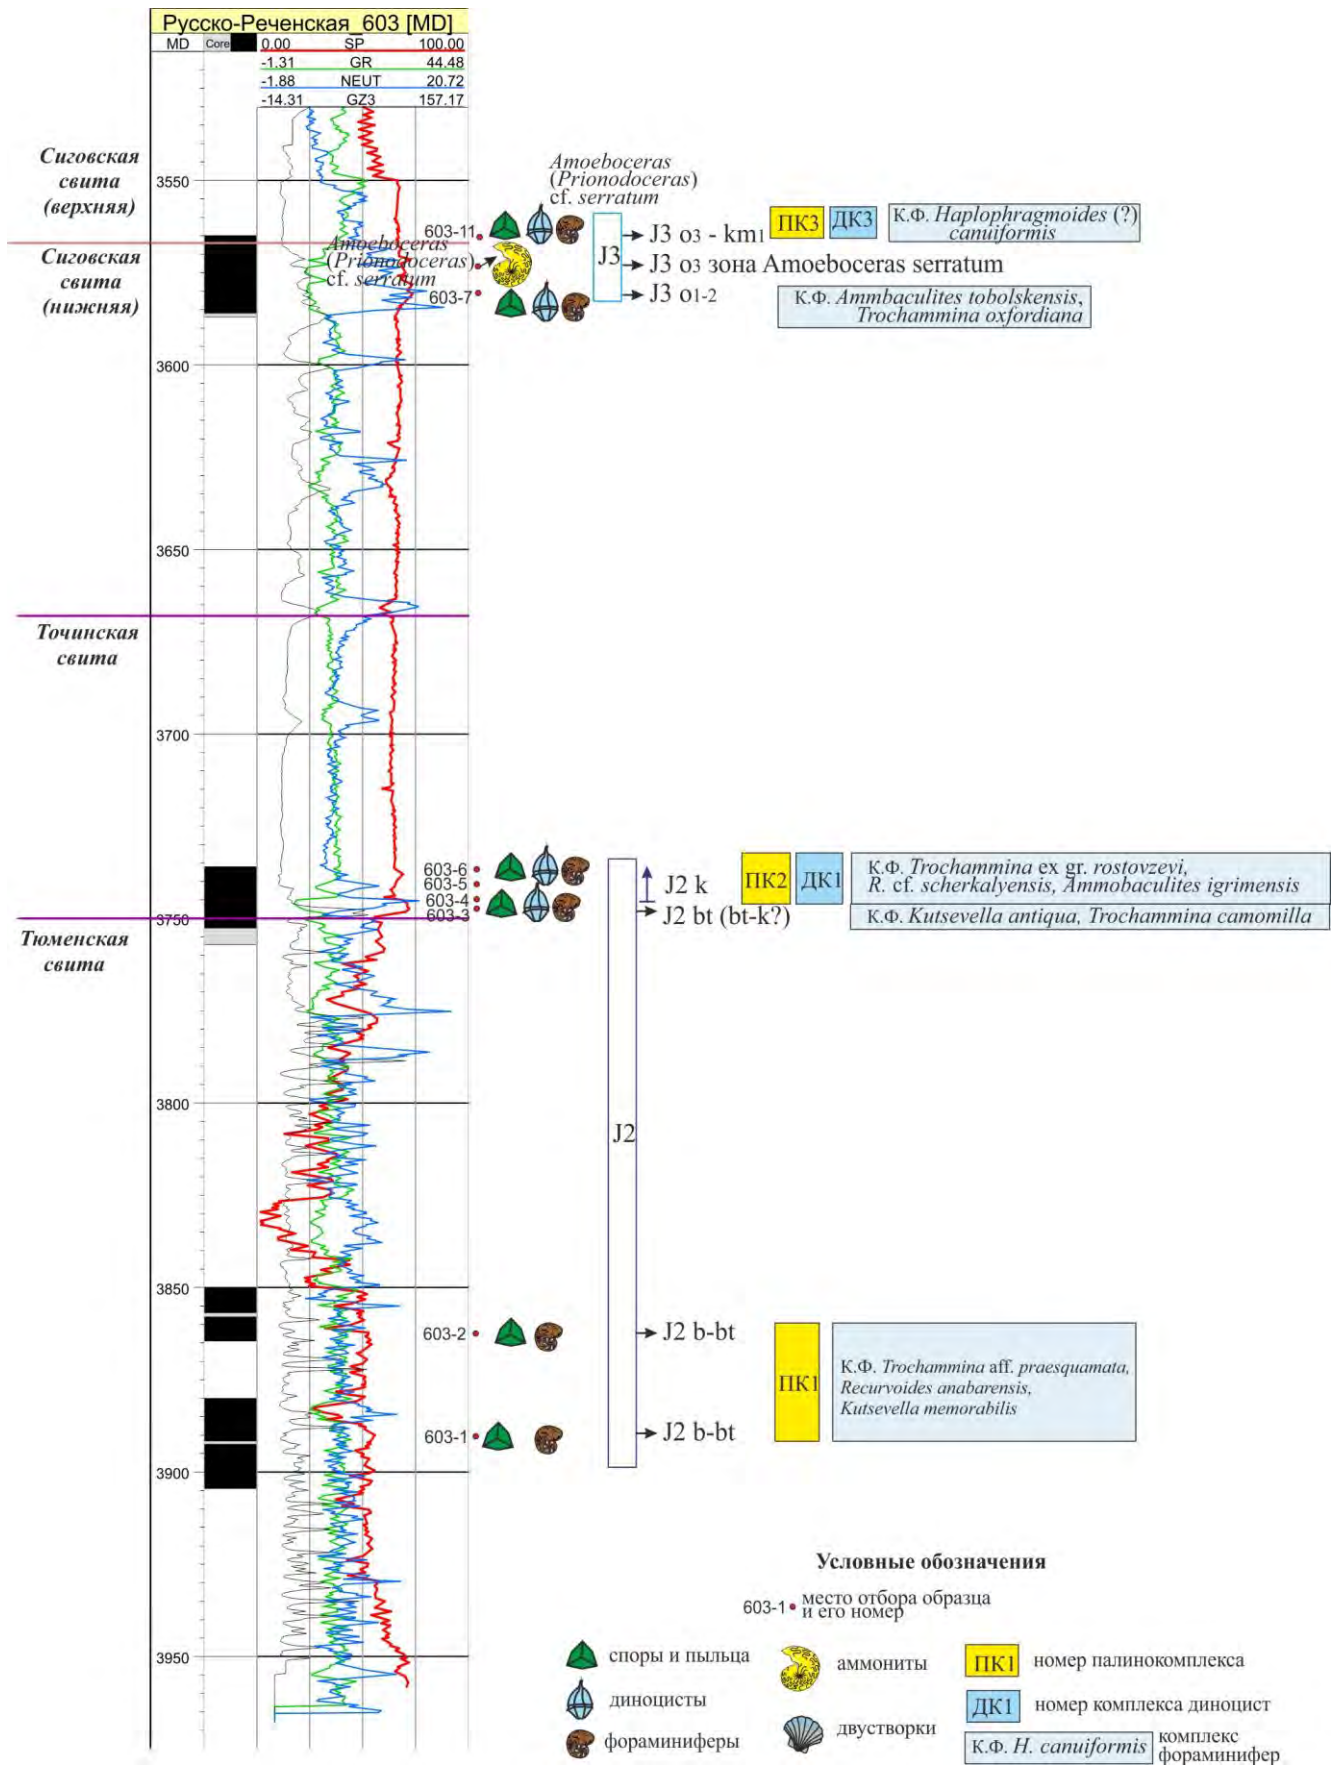 Русско-Реченская_603 [MD]
MD Core 0.00 SP 100.00
-1.31 GR 44.48
-1.88 NEUT 20.72
-14.31 GZ3 157.17
Сиговская
свита
(верхняя)
3550
Amoeboceras
(Prionodoceras)
cf. serratum
603-11
J3 o3 - km1
ПК3
ДК3
К.Ф. Haplophragmoides (?)
canuiformis
Сиговская
свита
(нижняя)
Amoeboceras
(Prionodoceras)
cf. serratum
J3
J3 o3 зона Amoeboceras serratum
603-7
J3 o1-2
К.Ф. Ammbaculites tobolskensis,
Trochammina oxfordiana
3600
3650
Точинская
свита
3700
603-6
603-5
603-4
603-3
J2 k
ПК2
ДК1
К.Ф. Trochammina ex gr. rostovzevi,
R. cf. scherkalyensis, Ammobaculites igrimensis
J2 bt (bt-k?)
К.Ф. Kutsevella antiqua, Trochammina camomilla
3750
Тюменская
свита
3800
J2
3850
603-2
J2 b-bt
ПК1
К.Ф. Trochammina aff. praesquamata,
Recurvoides anabarensis,
Kutsevella memorabilis
603-1
J2 b-bt
3900
3950
Условные обозначения
603-1 место отбора образца
и его номер
споры и пыльца
аммониты
ПК1 номер палинокомплекса
диноцисты
ДК1 номер комплекса диноцист
фораминиферы
двустворки
К.Ф. H. canuiformis комплекс
фораминифер